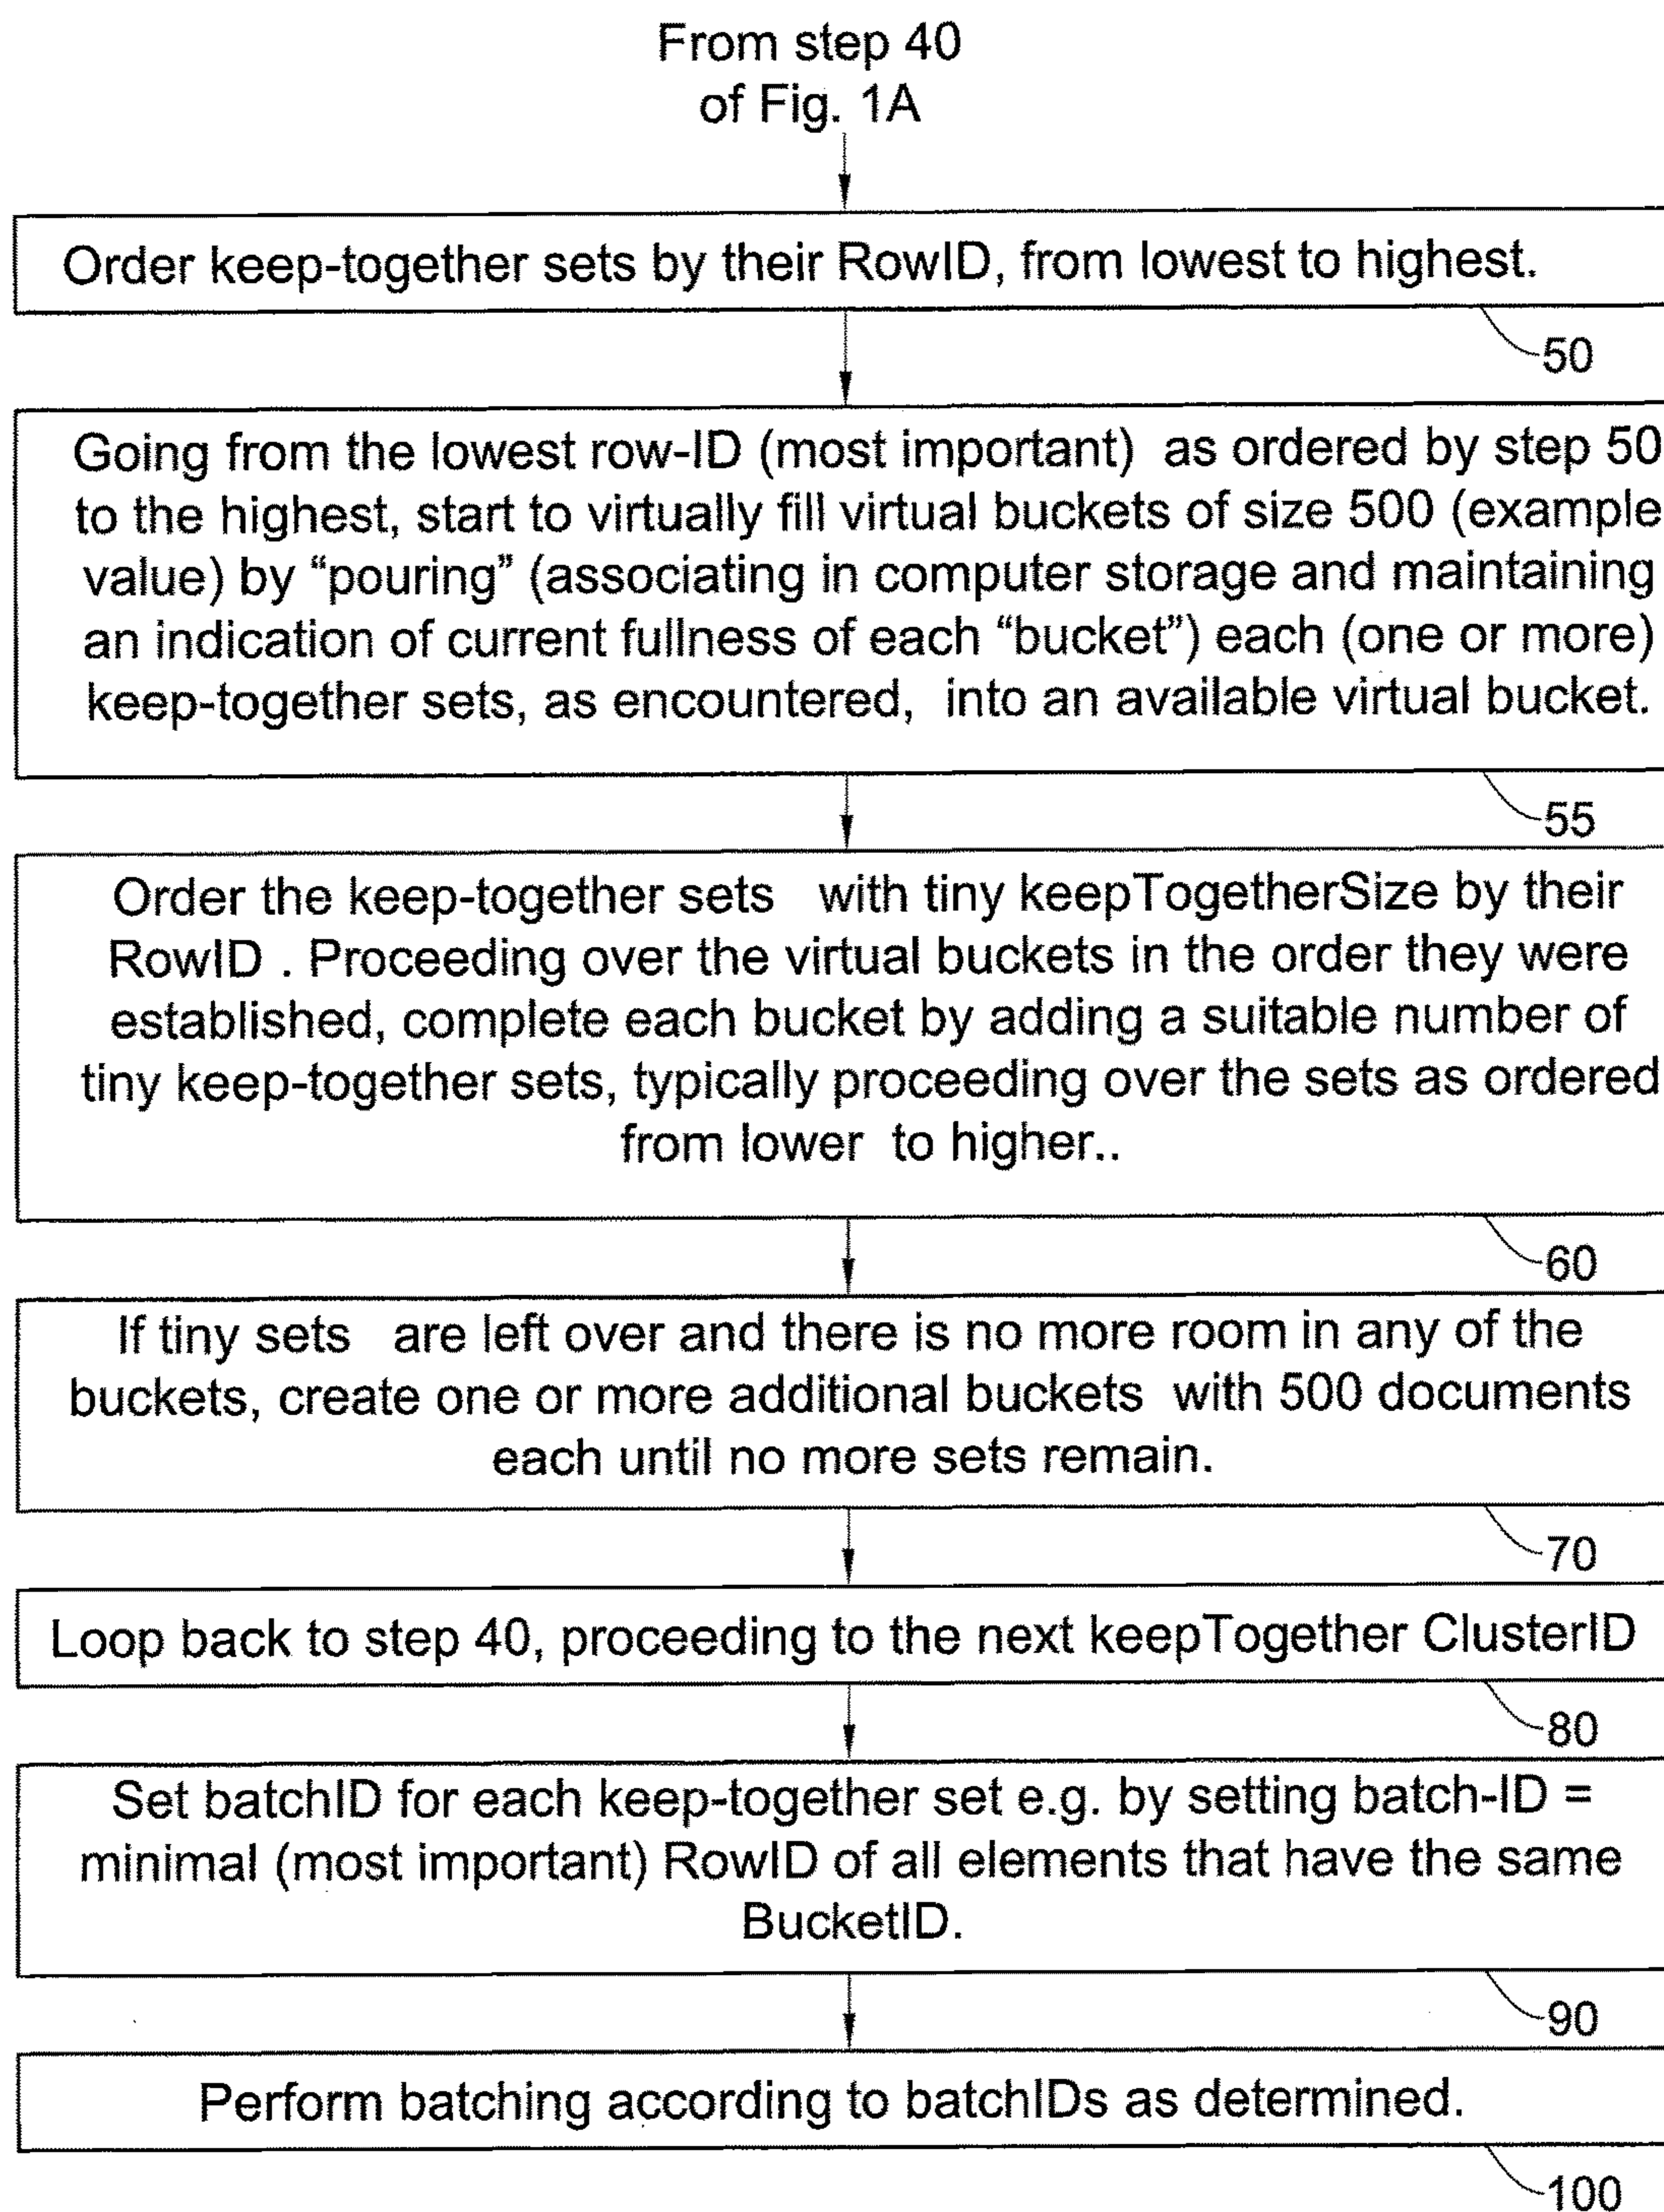 From step 40
of Fig. 1A
Order keep-together sets by their RowID, from lowest to highest.
50
Going from the lowest row-ID (most important) as ordered by step 50
to the highest, start to virtually fill virtual buckets of size 500 (example
value) by “pouring” (associating in computer storage and maintaining
an indication of current fullness of each “bucket”) each (one or more)
keep-together sets, as encountered, into an available virtual bucket.
55
Order the keep-together sets with tiny keepTogetherSize by their
RowID . Proceeding over the virtual buckets in the order they were
established, complete each bucket by adding a suitable number of
tiny keep-together sets, typically proceeding over the sets as ordered
from lower to higher..
60
If tiny sets are left over and there is no more room in any of the
buckets, create one or more additional buckets with 500 documents
each until no more sets remain.
70
Loop back to step 40, proceeding to the next keepTogether ClusterID
80
Set batchID for each keep-together set e.g. by setting batch-ID =
minimal (most important) RowID of all elements that have the same
BucketID.
90
Perform batching according to batchIDs as determined.
100